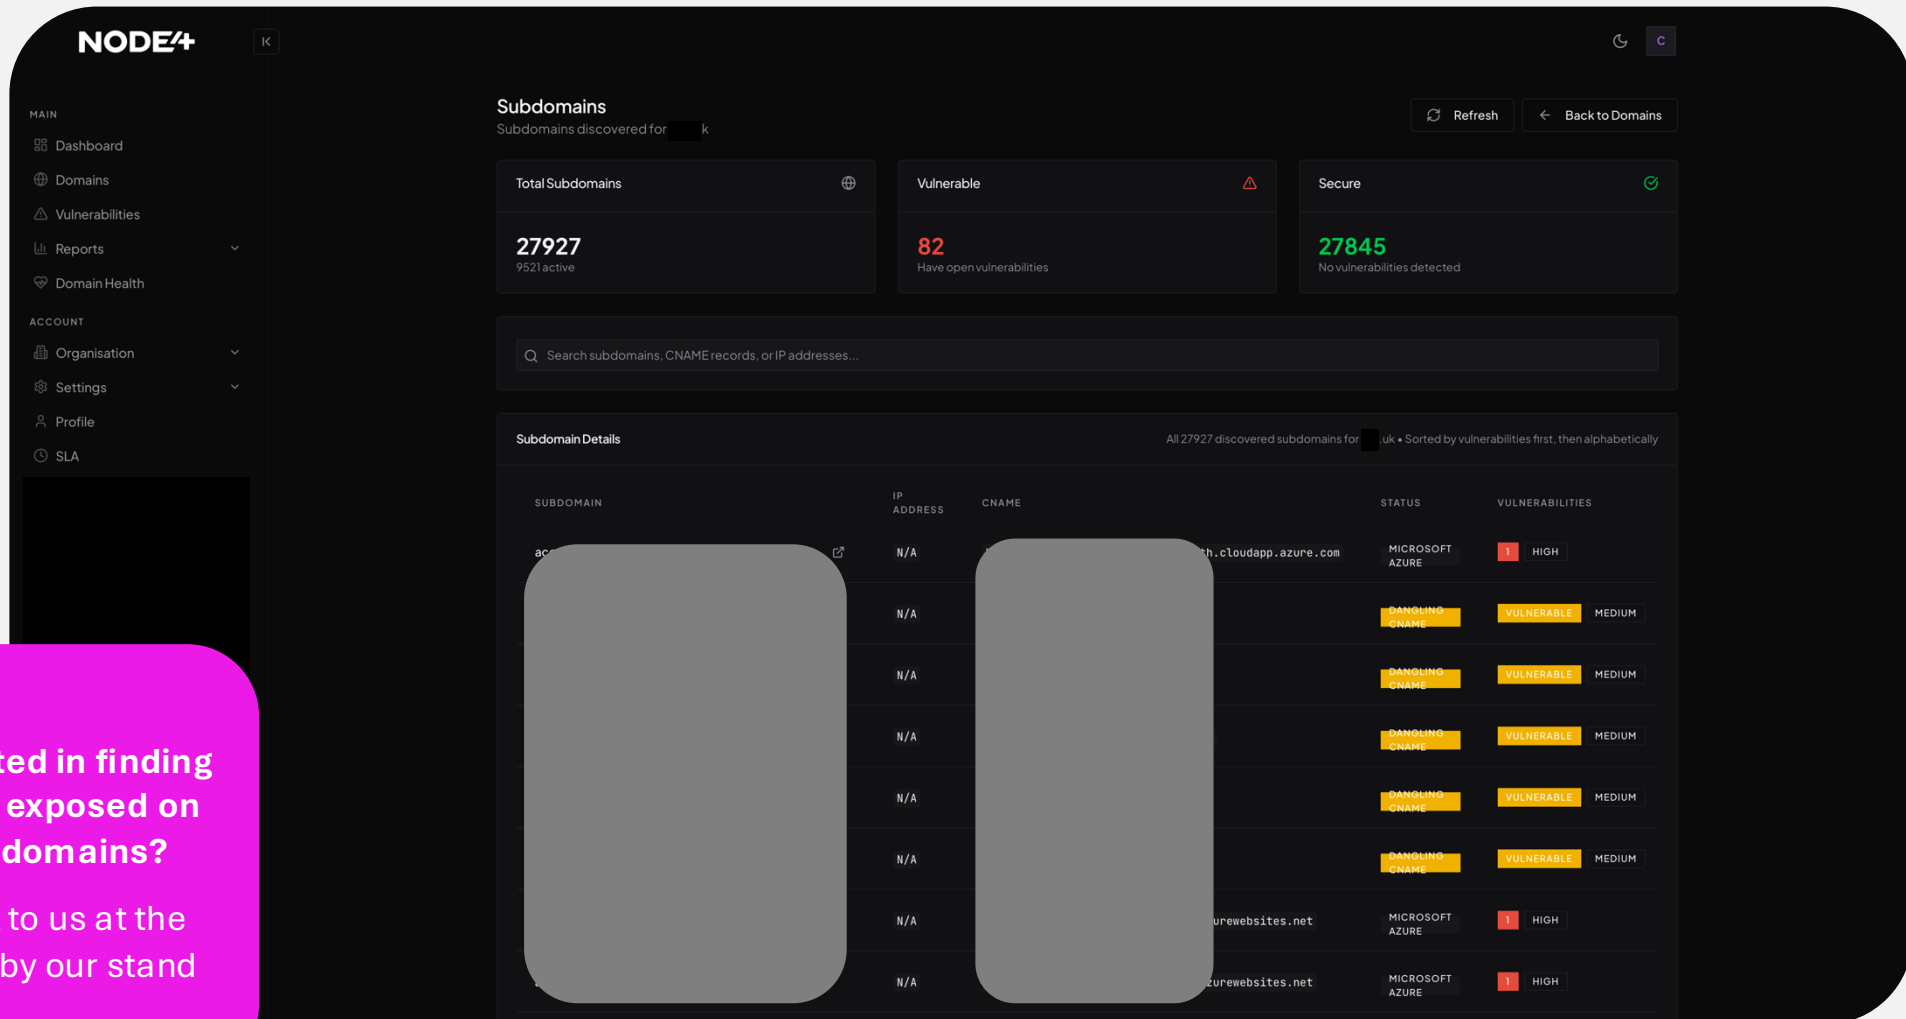 NODE4
C
MAIN
Dashboard
Domains
Vulnerabilities
Reports
Domain Health
ACCOUNT
Organisation
Settings
Profile
SLA
Subdomains
Subdomains discovered for k
Refresh
Back to Domains
Total Subdomains
27927
9521 active
Vulnerable
82
Have open vulnerabilities
Secure
27845
No vulnerabilities detected
Search subdomains, CNAME records, or IP addresses...
Subdomain Details
All 27927 discovered subdomains for .uk • Sorted by vulnerabilities first, then alphabetically
SUBDOMAIN
IP
ADDRESS
CNAME
STATUS
VULNERABILITIES
N/A
h.cloudapp.azure.com
MICROSOFT
AZURE
1 HIGH
N/A
DANGLING
CNAME
VULNERABLE MEDIUM
N/A
DANGLING
CNAME
VULNERABLE MEDIUM
N/A
DANGLING
CNAME
VULNERABLE MEDIUM
N/A
DANGLING
CNAME
VULNERABLE MEDIUM
N/A
DANGLING
CNAME
VULNERABLE MEDIUM
N/A
urewebsites.net
MICROSOFT
AZURE
1 HIGH
N/A
zurewebsites.net
MICROSOFT
AZURE
1 HIGH
ted in finding
exposed on
domains?
to us at the
by our stand